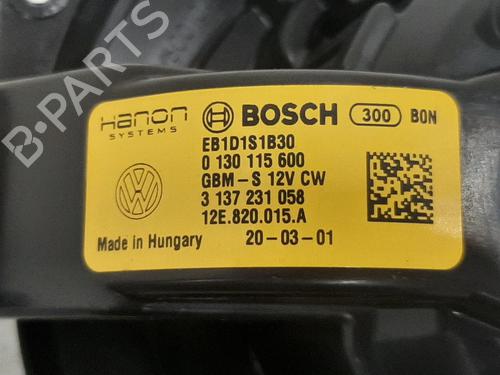 B-PARTS
Hanon
SYSTEMS
BOSCH
300 BON
EB1D1S1B30
0 130 115 600
GBM-S 12V CW
3 137 231 058
12E.820.015.A
Made in Hungary 20-03-01